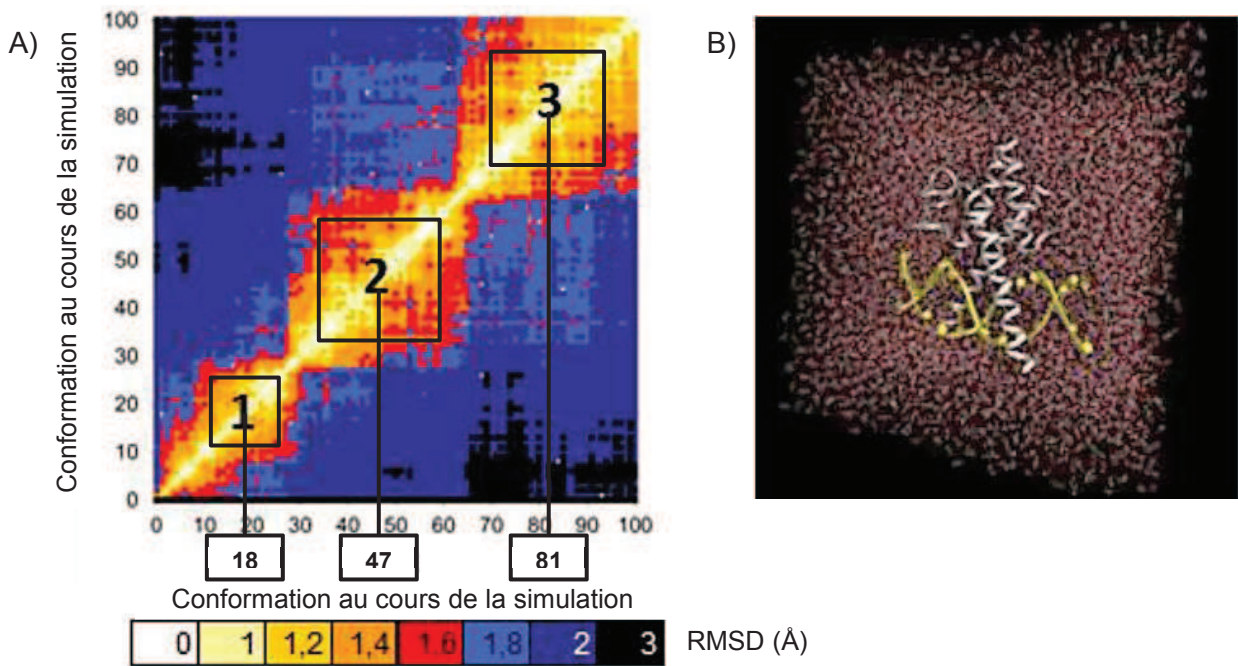 A)
B)
Conformation au cours de la simulation
100
90
80
70
60
50
40
30
20
10
0
1
2
3
0 10 20 30 40 50 60 70 80 90 100
18 47 81
Conformation au cours de la simulation
0 1 1,2 1,4 1,6 1,8 2 3 RMSD (Å)